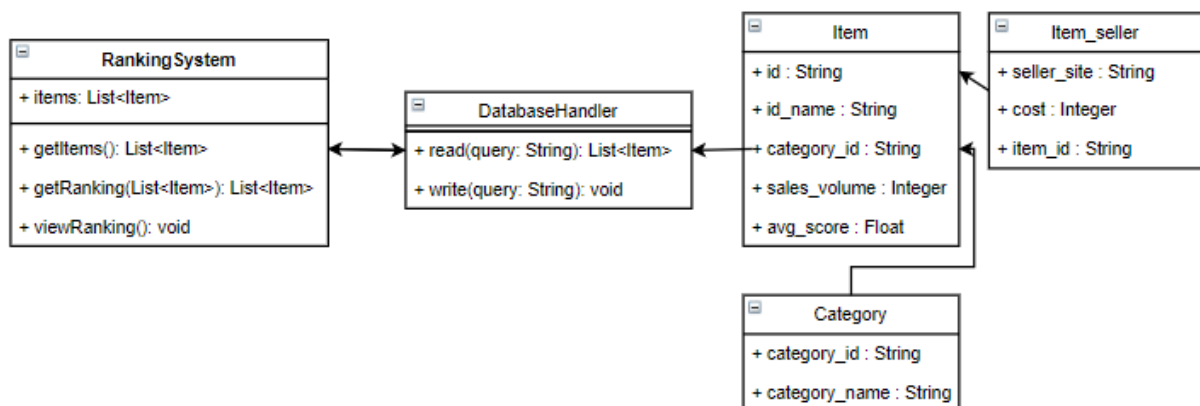 RankingSystem
+ items: List<Item>
+ getItems(): List<Item>
+ getRanking(List<Item>): List<Item>
+ viewRanking(): void
DatabaseHandler
+ read(query: String): List<Item>
+ write(query: String): void
Item
+ id : String
+ id_name : String
+ category_id : String
+ sales_volume : Integer
+ avg_score : Float
Item_seller
+ seller_site : String
+ cost : Integer
+ item_id : String
Category
+ category_id : String
+ category_name : String